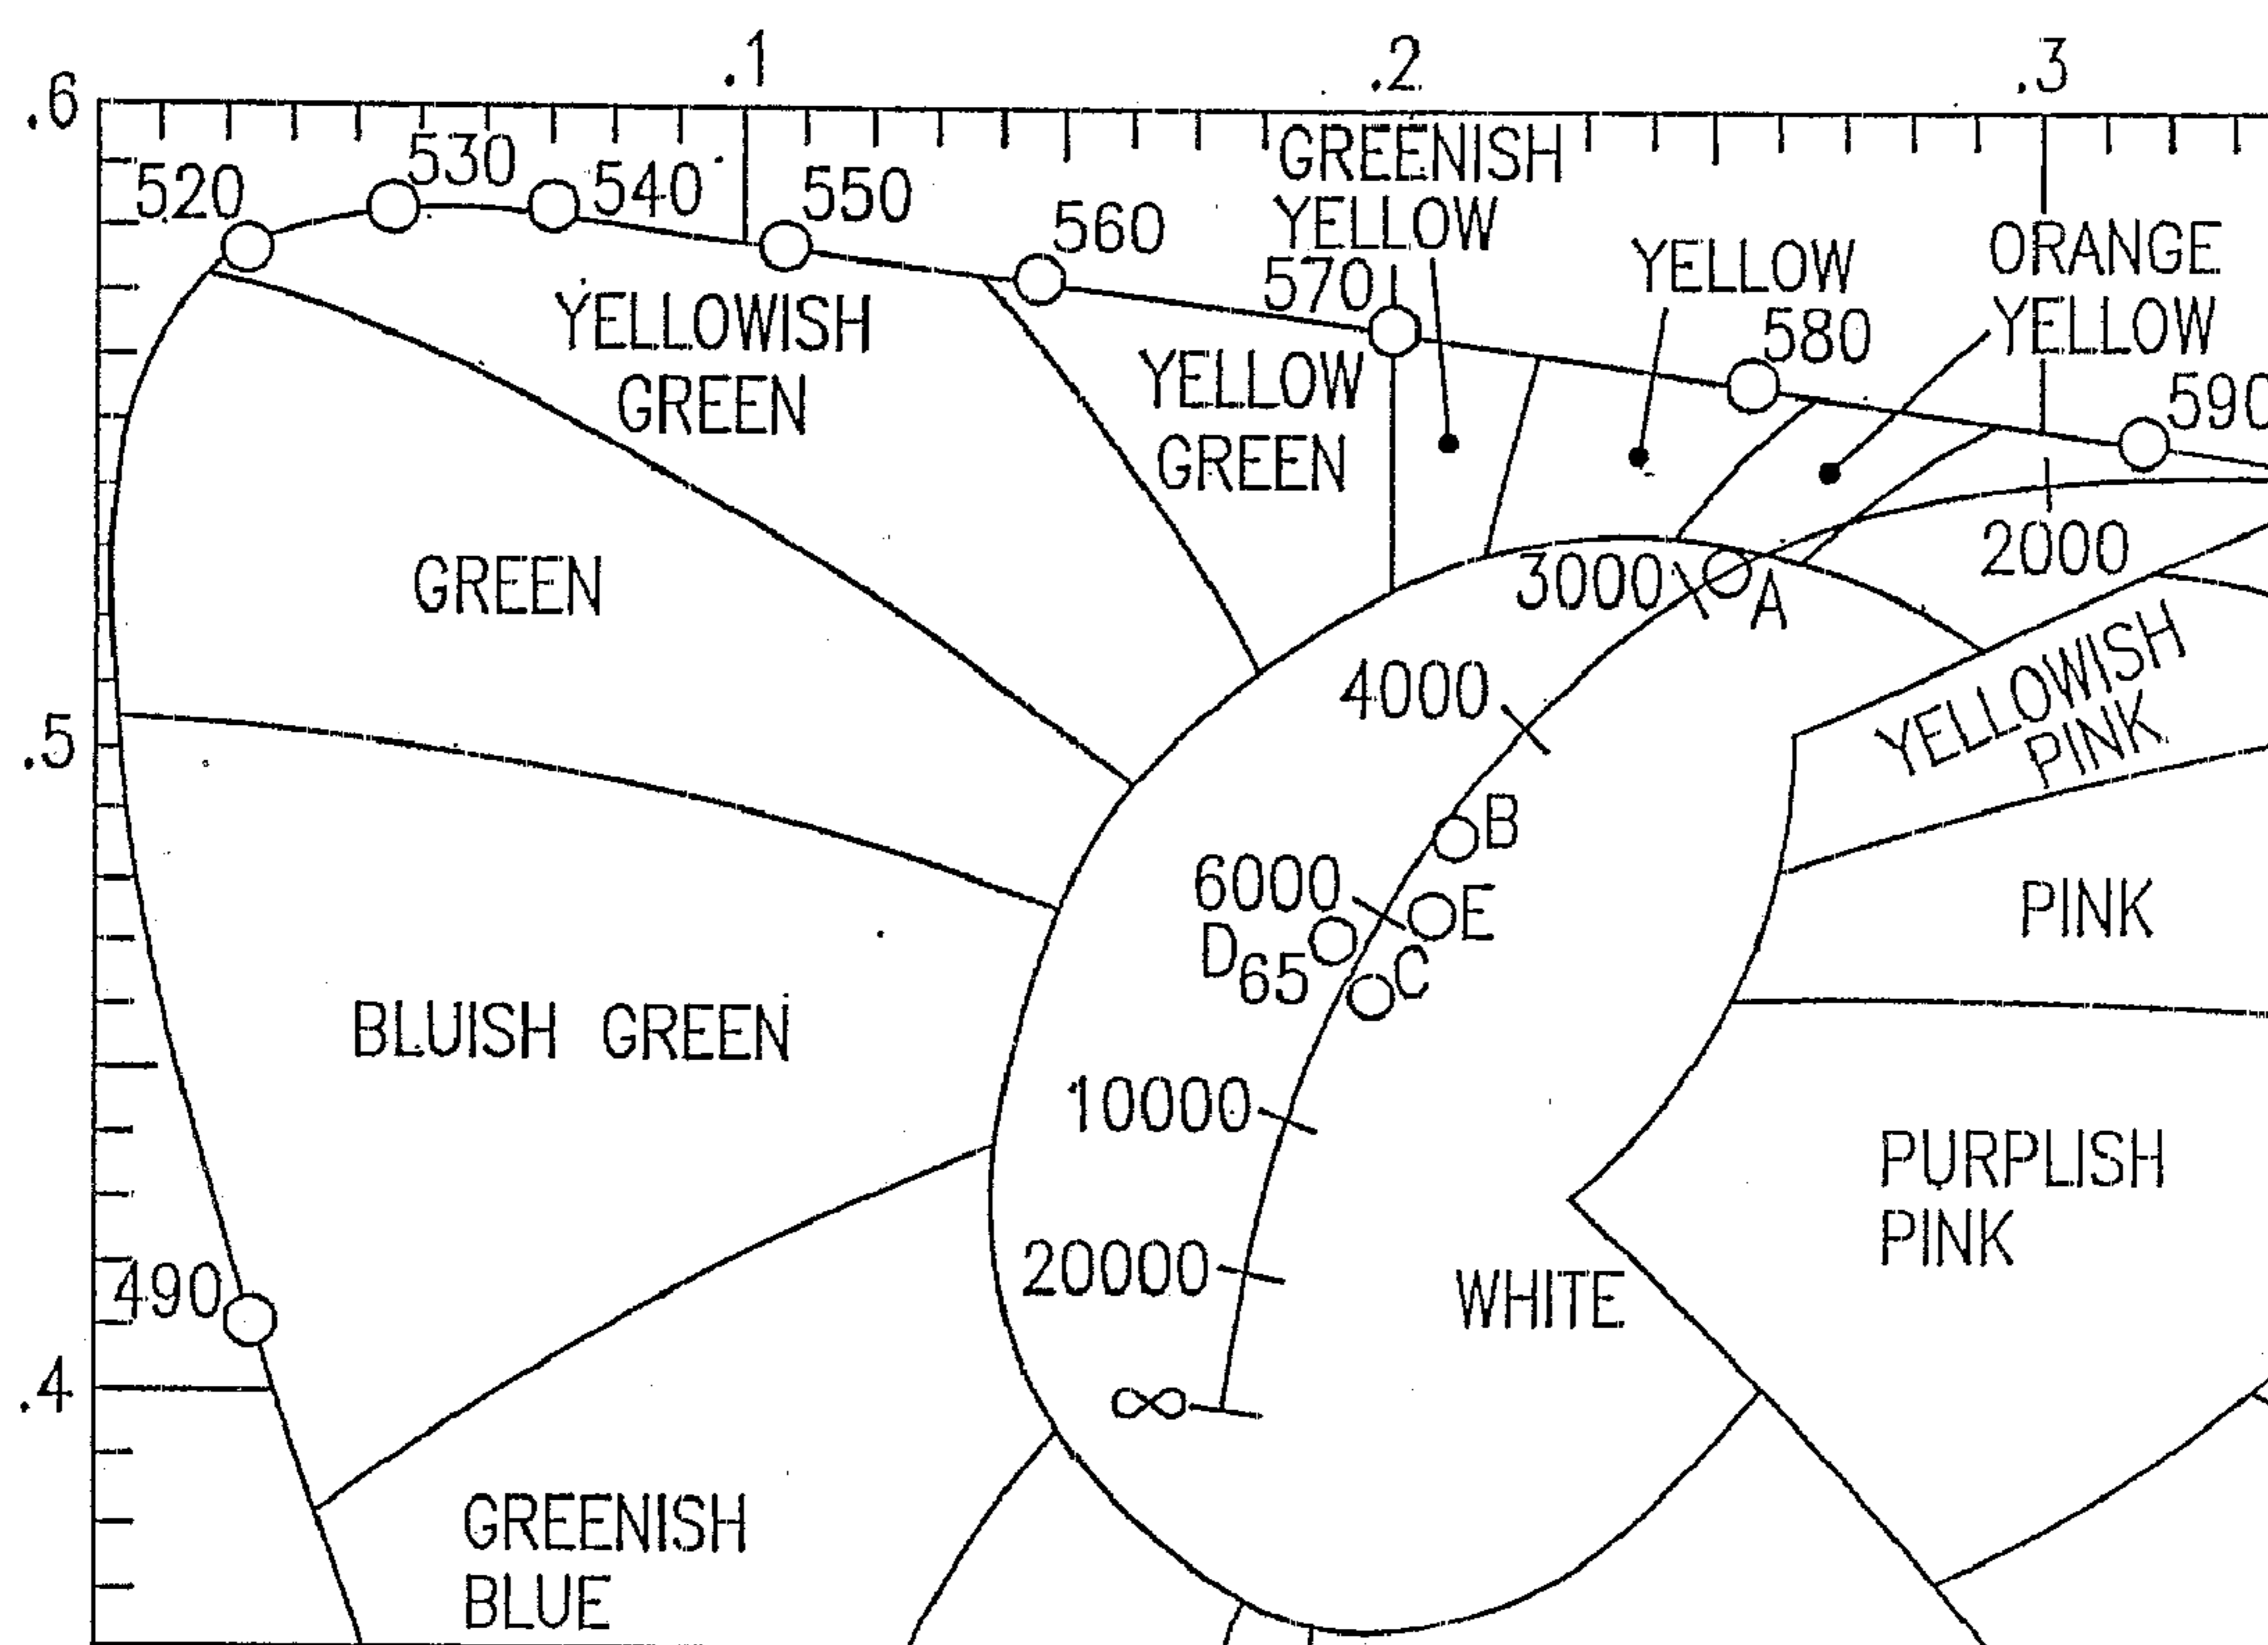 .1
.2
.3
.6
520
530
540
550
560
570
GREENISH
YELLOW
YELLOW
580
ORANGE
YELLOW
590
YELLOWISH
GREEN
YELLOW
GREEN
GREEN
3000
A
2000
4000
YELLOWISH
PINK
.5
B
6000
E
D65
C
PINK
BLUISH GREEN
10000
PURPLISH
PINK
20000
WHITE
490
.4
∞
GREENISH
BLUE